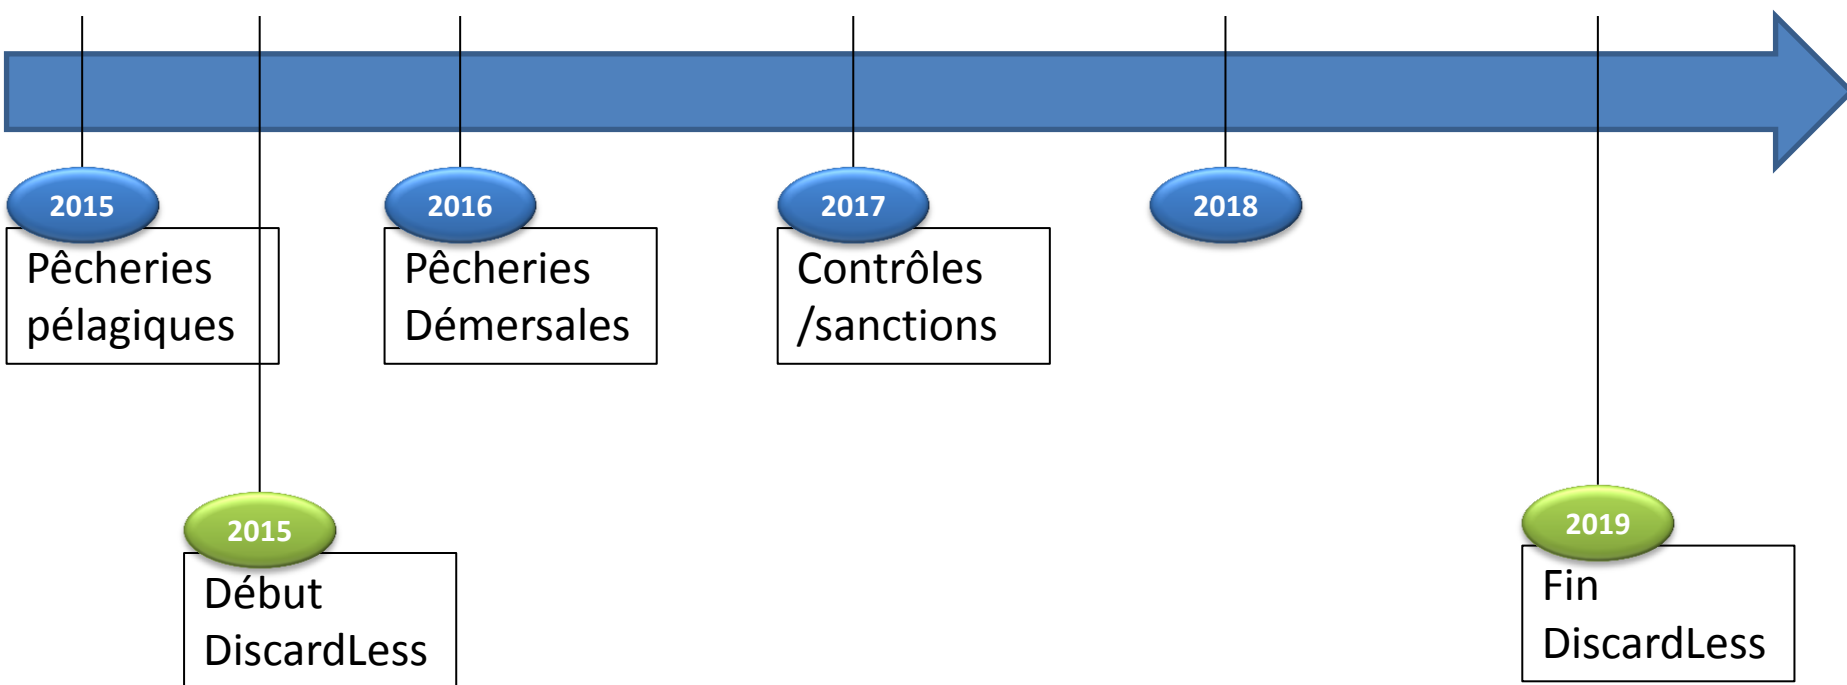 2015
Pêcheries
pélagiques
2016
Pêcheries
Démersales
2017
Contrôles
/sanctions
2018
2015
Début
DiscardLess
2019
Fin
DiscardLess